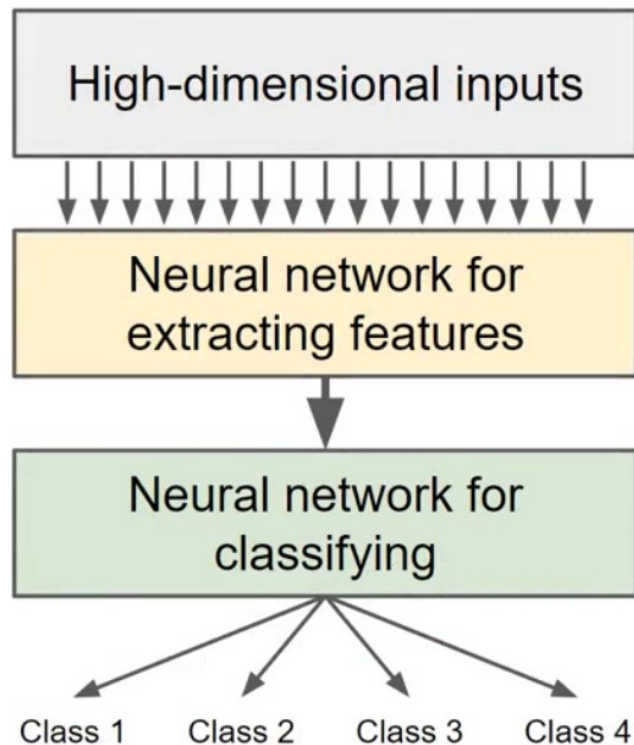 High-dimensional inputs
Neural network for
extracting features
Neural network for
classifying
Class 1 Class 2 Class 3 Class 4